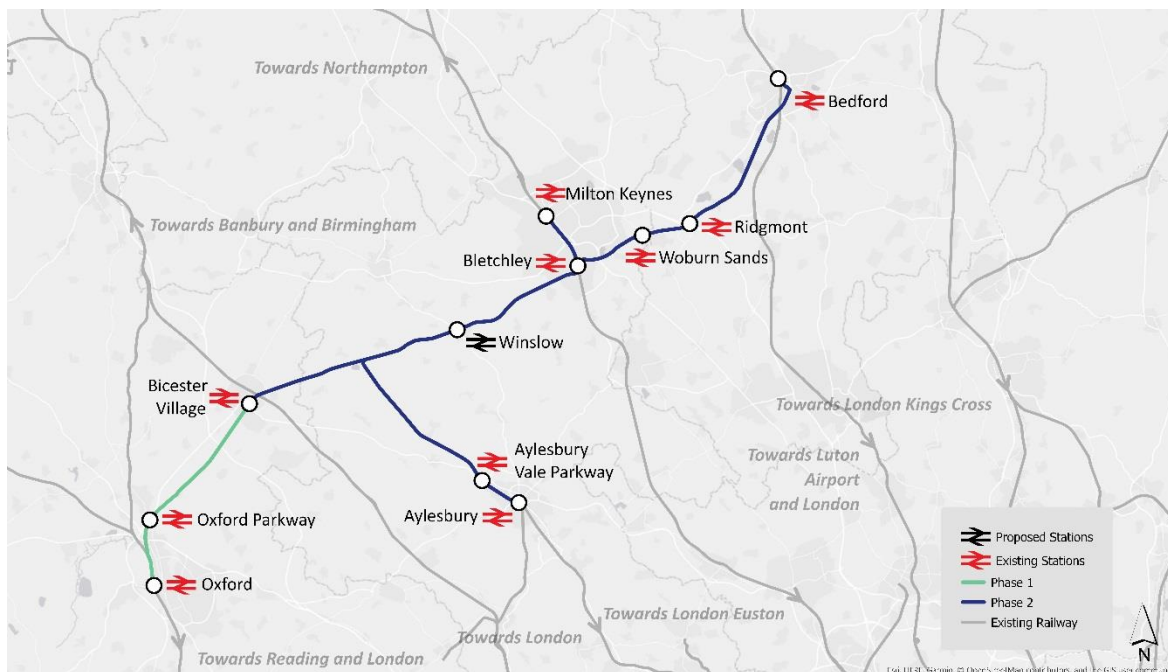 Towards Northampton
Bedford
Milton Keynes
Towards Banbury and Birmingham
Ridgmont
Bletchley
Woburn Sands
Winslow
Bicester
Village
Towards London Kings Cross
Aylesbury
Vale Parkway
Towards Luton
Airport
and London
Aylesbury
Oxford Parkway
Oxford
Proposed Stations
Existing Stations
Phase 1
Phase 2
Existing Railway
Towards London Euston
Towards London
Towards Reading and London
N